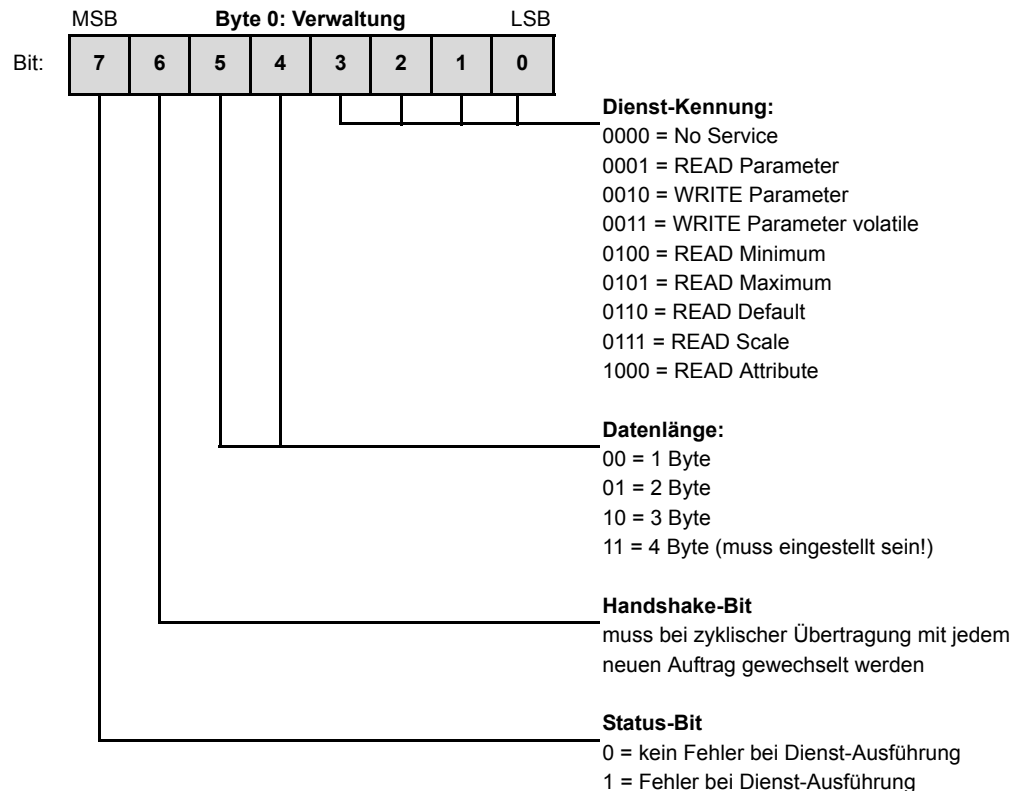 MSB Byte 0: Verwaltung LSB
Bit: 7 6 5 4 3 2 1 0
Dienst-Kennung:
0000 = No Service
0001 = READ Parameter
0010 = WRITE Parameter
0011 = WRITE Parameter volatile
0100 = READ Minimum
0101 = READ Maximum
0110 = READ Default
0111 = READ Scale
1000 = READ Attribute
Datenlänge:
00 = 1 Byte
01 = 2 Byte
10 = 3 Byte
11 = 4 Byte (muss eingestellt sein!)
Handshake-Bit
muss bei zyklischer Übertragung mit jedem
neuen Auftrag gewechselt werden
Status-Bit
0 = kein Fehler bei Dienst-Ausführung
1 = Fehler bei Dienst-Ausführung